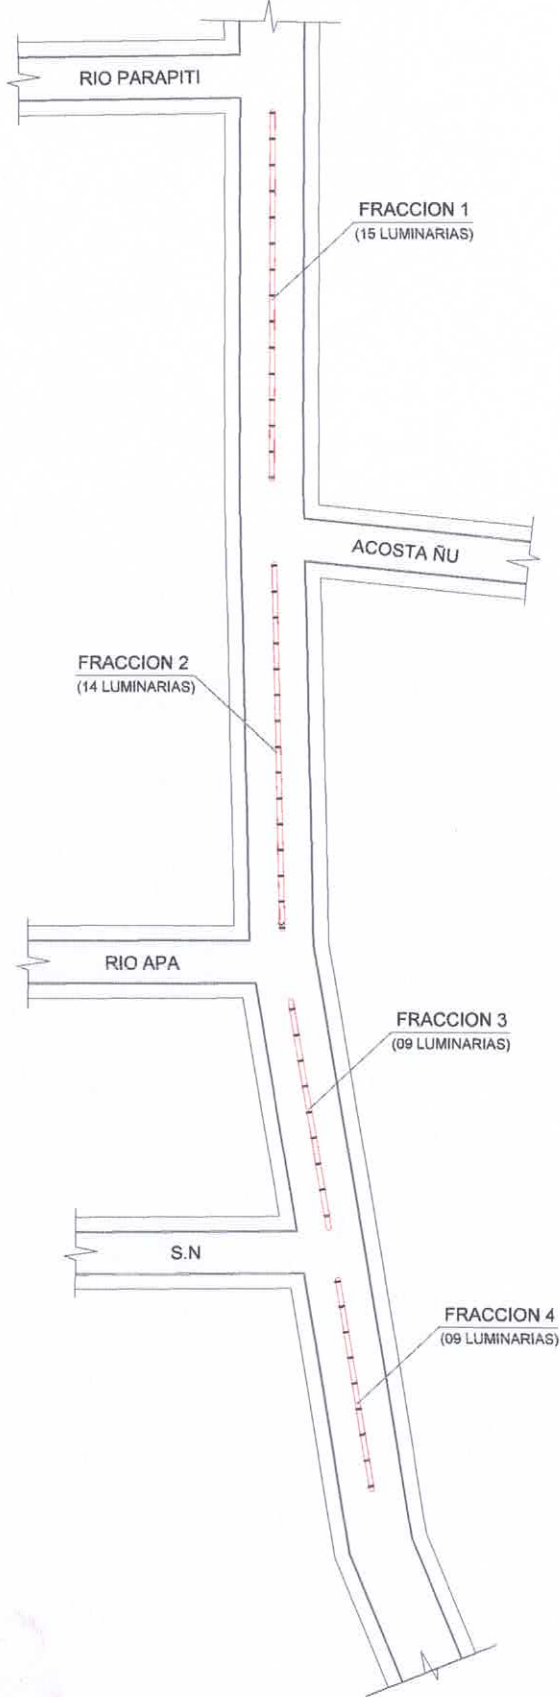 RIO PARAPITI
FRACCION 1
(15 LUMINARIAS)
ACOSTA ÑU
FRACCION 2
(14 LUMINARIAS)
RIO APA
FRACCION 3
(09 LUMINARIAS)
S.N
FRACCION 4
(09 LUMINARIAS)